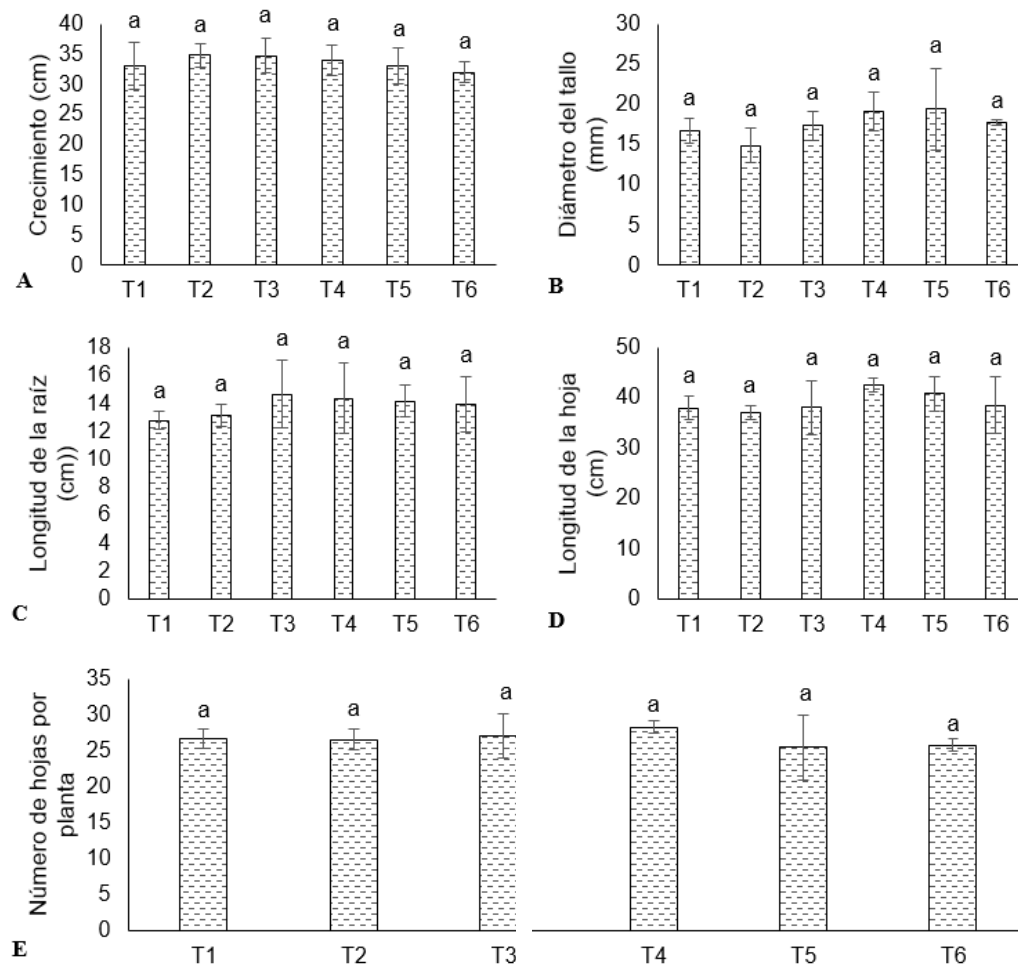 Crecimiento (cm)
40
35
30
25
20
15
10
5
0
a a a a a a
T1 T2 T3 T4 T5 T6
A
Diámetro del tallo
(mm)
30
25
20
15
10
5
0
a a a a a a
T1 T2 T3 T4 T5 T6
B
Longitud de la raíz
(cm))
18
16
14
12
10
8
6
4
2
0
a a a a a a
T1 T2 T3 T4 T5 T6
C
Longitud de la hoja
(cm)
50
40
30
20
10
0
a a a a a a
T1 T2 T3 T4 T5 T6
D
Número de hojas por
planta
35
30
25
20
15
10
5
0
a a a a a a
T1 T2 T3 T4 T5 T6
E